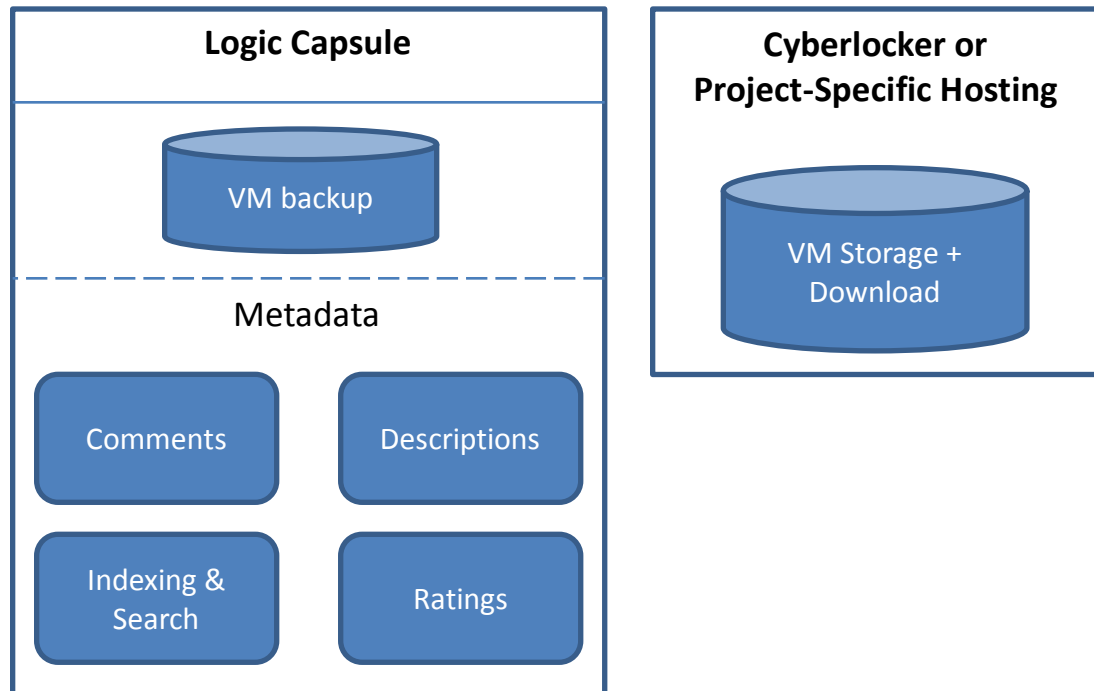 Logic Capsule
VM backup
Metadata
Comments
Descriptions
Indexing &
Search
Ratings
Cyberlocker or
Project-Specific Hosting
VM Storage +
Download